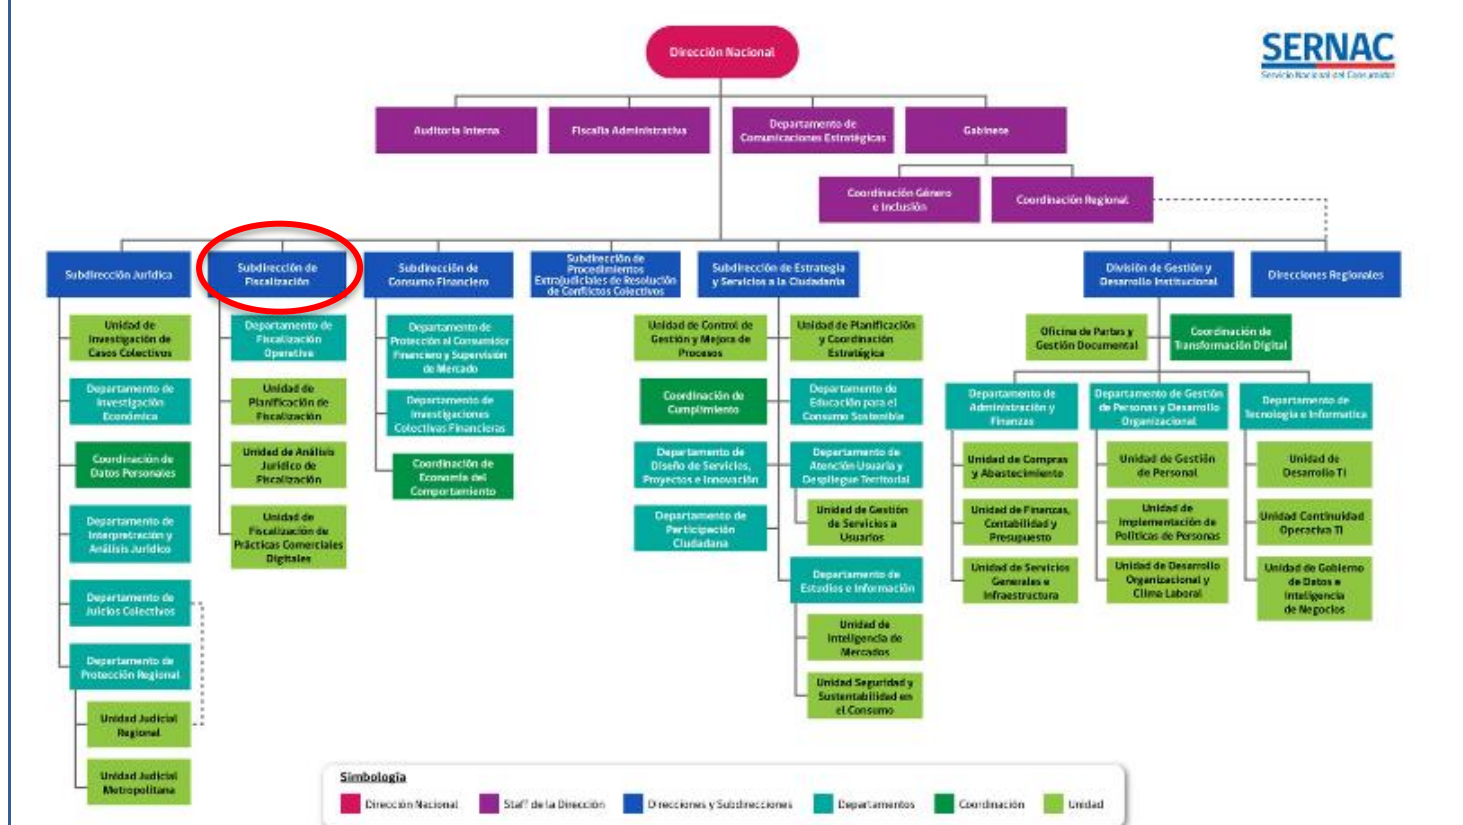 Dirección Nacional
SERNAC
Servicio Nacional del Consumidor
Auditoría Interna
Fiscalía Administrativa
Departamento de
Comunicaciones Estratégicas
Gabinete
Coordinación Género
e Inclusión
Coordinación Regional
Subdirección Jurídica
Subdirección de
Fiscalización
Subdirección de
Consumo Financiero
Subdirección de
Procedimientos
Extrajudiciales de Resolución
de Conflictos Colectivos
Subdirección de Estrategia
y Servicios a la Ciudadanía
División de Gestión y
Desarrollo Institucional
Direcciones Regionales
Unidad de
Investigación de
Casos Colectivos
Departamento de
Investigación
Económica
Coordinación de
Datos Personales
Departamento de
Interpretración y
Análisis Jurídico
Departamento de
Juicios Colectivos
Departamento de
Protección Regional
Unidad Judicial
Regional
Unidad Judicial
Metropolitana
Departamento de
Fiscalización
Operativa
Unidad de
Planificación de
Fiscalización
Unidad de Análisis
Jurídico de
Fiscalización
Unidad de
Fiscalización de
Prácticas Comerciales
Digitales
Departamento de
Protección al Consumidor
Financiero y Supervisión
de Mercado
Departamento de
Investigaciones
Colectivas Financieras
Coordinación de
Economía del
Comportamiento
Unidad de Control de
Gestión y Mejora de
Procesos
Coordinación de
Cumplimiento
Departamento de
Diseño de Servicios,
Proyectos e Innovación
Departamento de
Participación
Ciudadana
Unidad de Planificación
y Coordinación
Estratégica
Departamento de
Educación para el
Consumo Sostenible
Departamento de
Atención Usuaria y
Despliegue Territorial
Unided de Gestión
de Servicios a
Usuarios
Departamento de
Estudios e Información
Unidad de
Inteligencia de
Mercados
Unidad Seguridad y
Sustentabilidad en
el Consumo
Oficina de Partes y
Gestión Documental
Coordinación de
Transformación Digital
Departamento de
Administración y
Finanzas
Unidad de Compras
y Abastecimiento
Unidad de Finanzas,
Contabilidad y
Presupuesto
Unidad de Servicios
Generales e
Infraestructura
Departamento de Gestión
de Personas y Desarrollo
Organizacional
Unidad de Gestión
de Personal
Unidad de
Implementación de
Políticas de Personas
Unidad de Desarrollo
Organizacional y
Clima Laboral
Departamento de
Tecnología e Informatica
Unidad de
Desarrollo TI
Unidad Continuidad
Operativa TI
Unidad de Gobierno
de Datos e
Inteligencia
de Negocios
Simbología
Dirección Nacional
Staff de la Dirección
Direcciones y Subdirecciones
Departamentos
Coordinación
Unidad